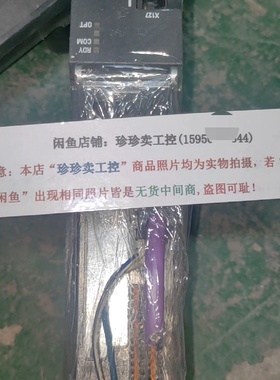 X127
OPT
COM
RDY
闲鱼店铺：珍珍卖工控(1595 44)
意：本店“珍珍卖工控”商品照片均为实物拍摄，若
闲鱼”出现相同照片皆是无货中间商,盗图可耻!